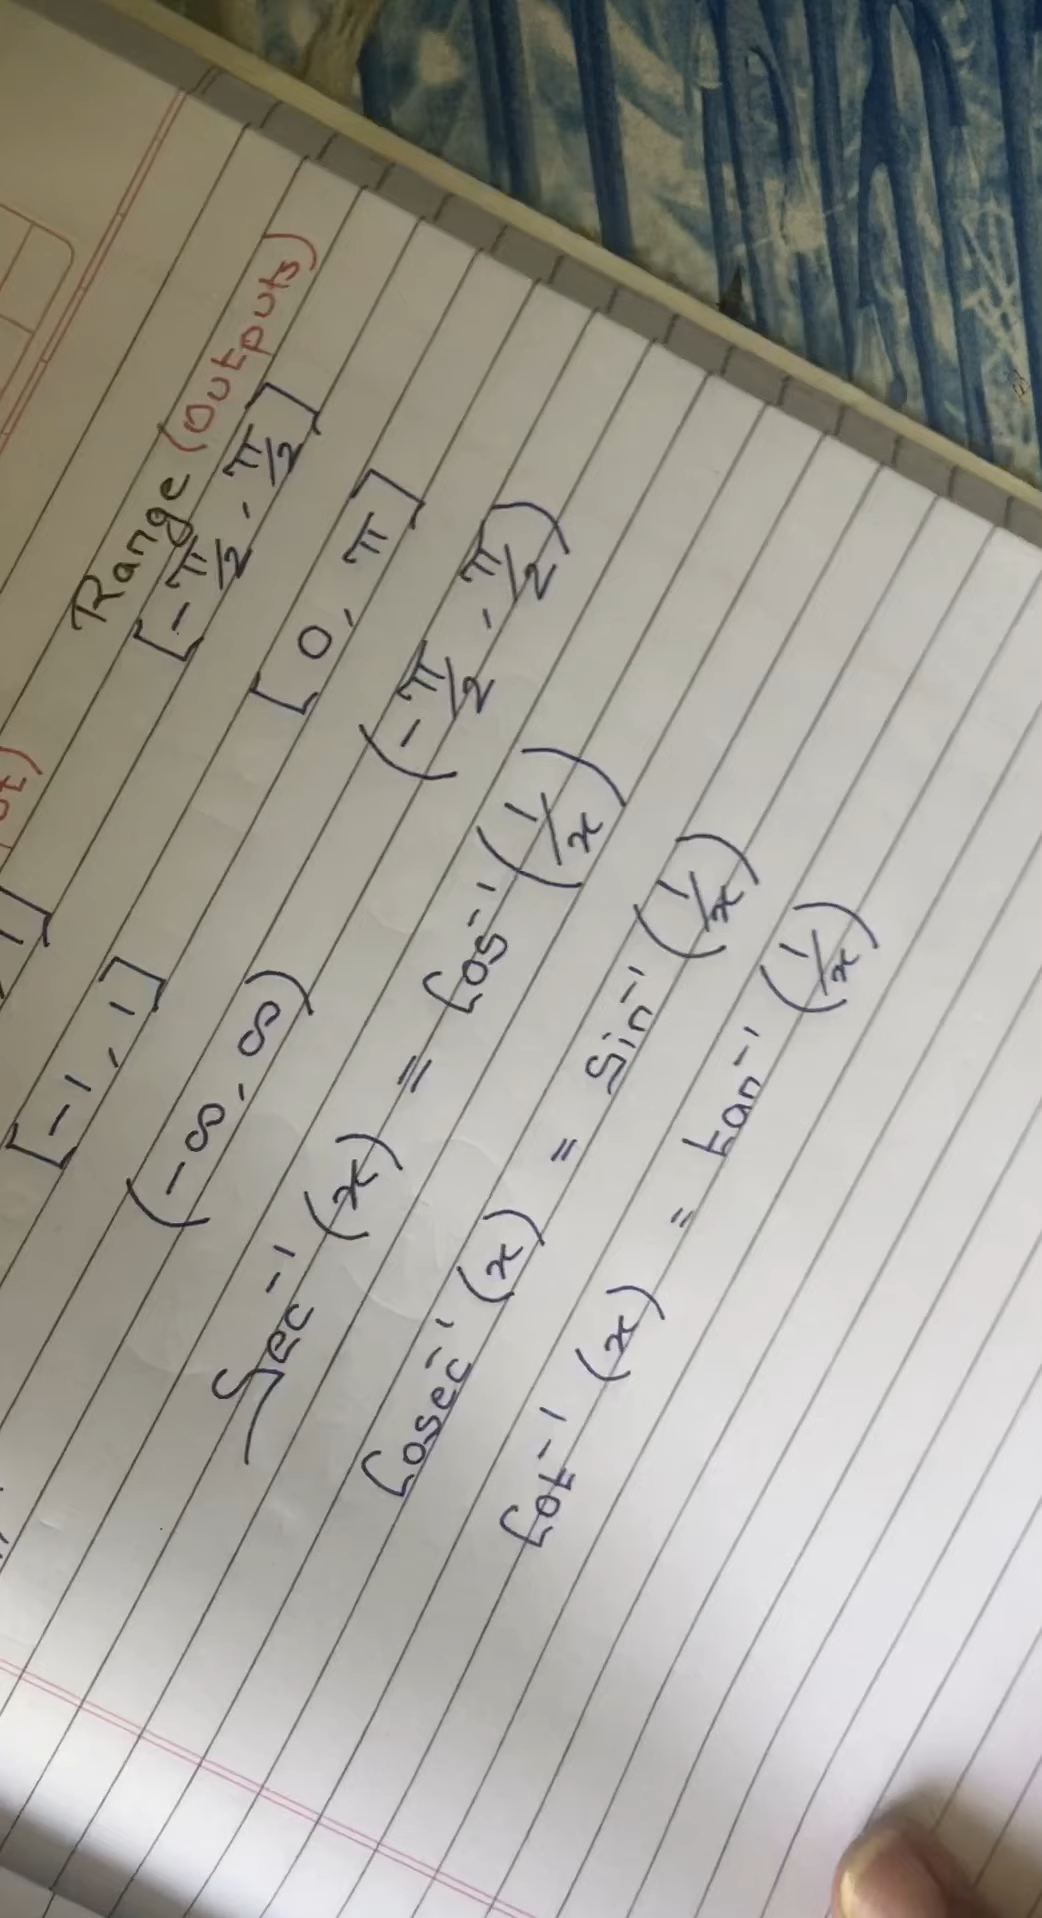 Range (Outputs)
[-π/2, π/2]
[-1, 1] [0, π]
(-∞, ∞) (-π/2, π/2)
Sec⁻¹ (x) = Cos⁻¹ (1/x)
Cosec⁻¹ (x) = Sin⁻¹ (1/x)
Cot⁻¹ (x) = tan⁻¹ (1/x)